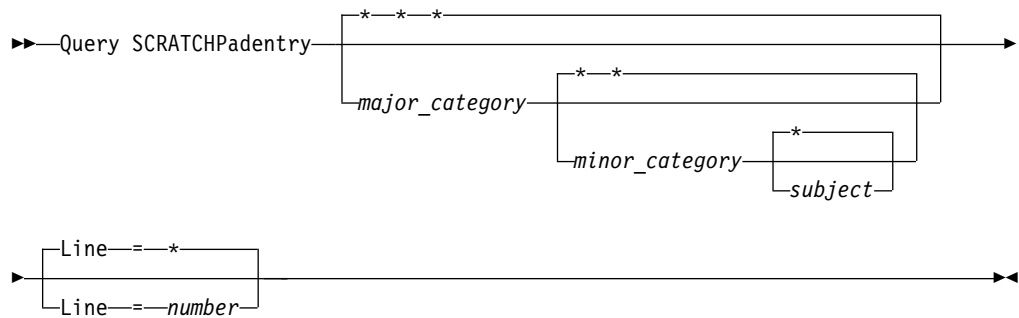 * * *
Query SCRATCHPadentry
* *
major_category
*
minor_category
subject
Line = *
Line = number